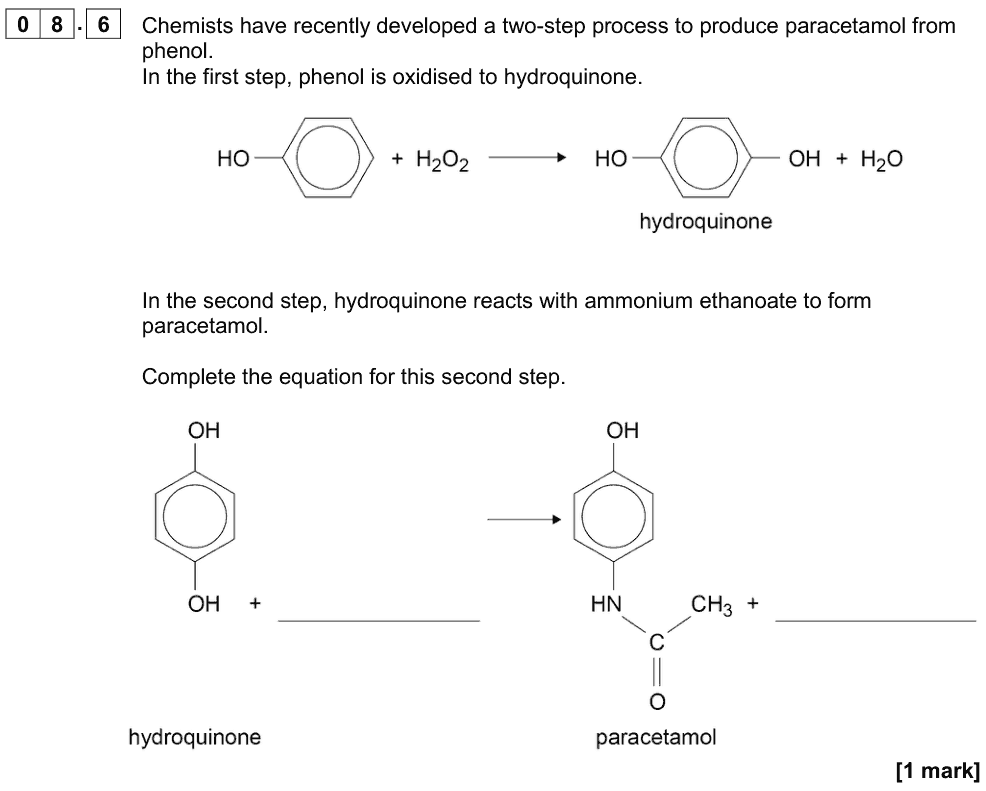 0 8 . 6 Chemists have recently developed a two-step process to produce paracetamol from
phenol.
In the first step, phenol is oxidised to hydroquinone.
HO + H₂O₂ HO OH + H₂O
hydroquinone
In the second step, hydroquinone reacts with ammonium ethanoate to form
paracetamol.
Complete the equation for this second step.
OH OH
OH + HN CH₃ +
C
O
hydroquinone paracetamol
[1 mark]